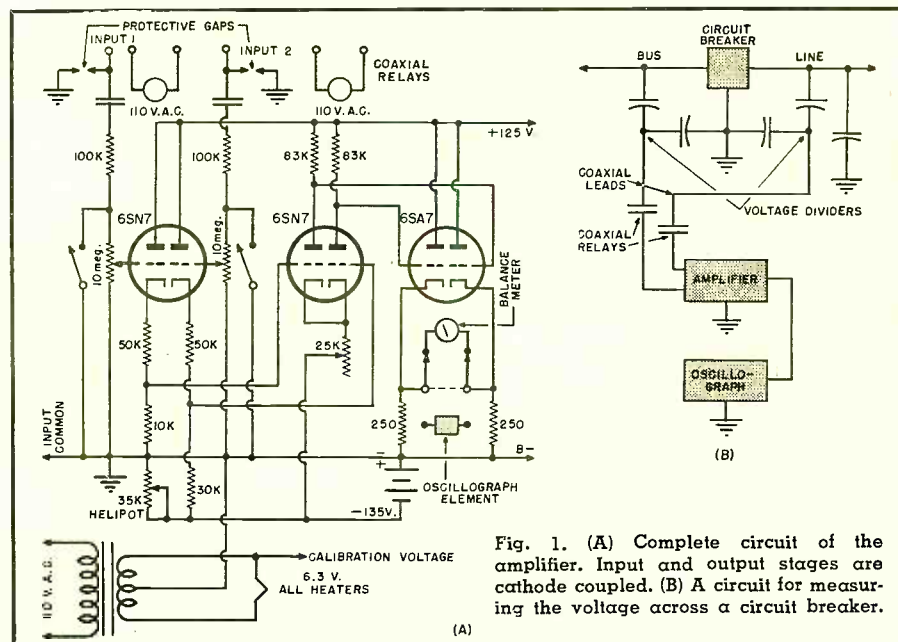 PROTECTIVE GAPS
INPUT 1
INPUT 2
COAXIAL
RELAYS
110 V. A.C.
110 V. A.C.
+125 V
100K
100K
83K
83K
6SN7
6SN7
6SA7
10 meg.
10 meg.
BALANCE
METER
50K
50K
25K
INPUT
COMMON
10K
250
250
B-
35K
HELIPOT
30K
−135V.
OSCILLOGRAPH
ELEMENT
110 V. A.C.
CALIBRATION VOLTAGE
6.3 V.
ALL HEATERS
(A)
CIRCUIT
BREAKER
BUS
LINE
COAXIAL
LEADS
VOLTAGE DIVIDERS
COAXIAL
RELAYS
AMPLIFIER
OSCILLO-
GRAPH
(B)
Fig. 1. (A) Complete circuit of the
amplifier. Input and output stages are
cathode coupled. (B) A circuit for measur-
ing the voltage across a circuit breaker.